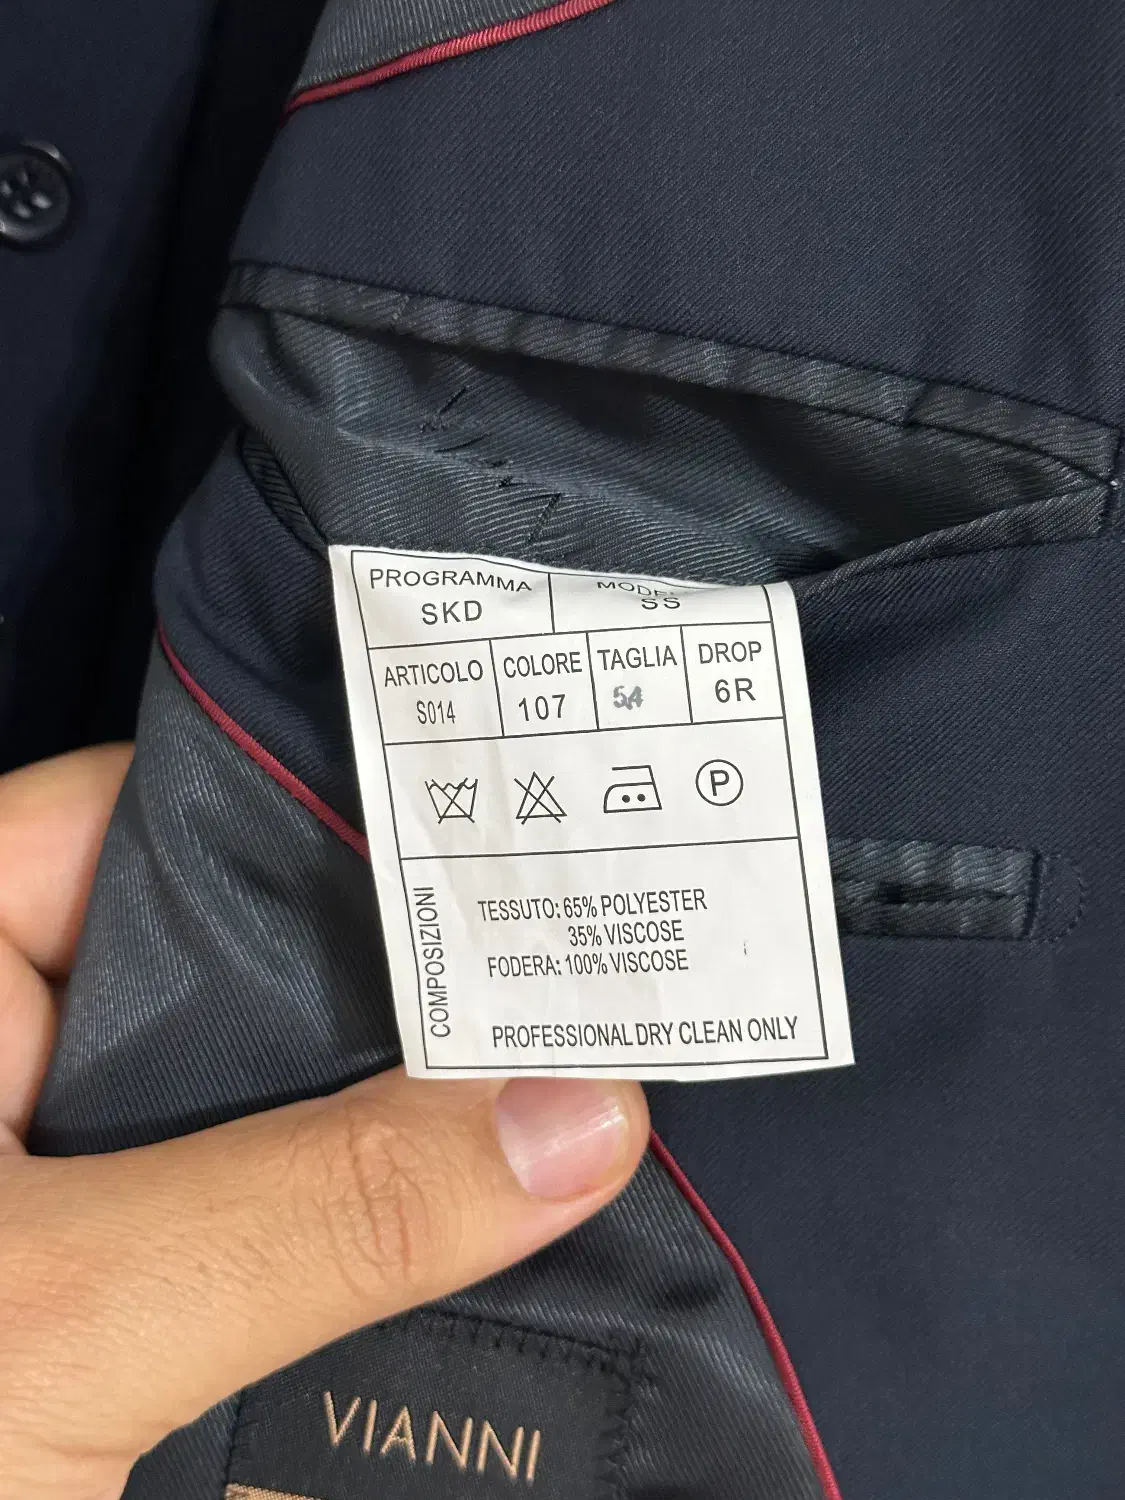 PROGRAMMA
SKD
SS
ARTICOLO COLORE TAGLIA DROP
S014 107 54 6R
P
COMPOSIZIONI
TESSUTO: 65% POLYESTER
35% VISCOSE
FODERA: 100% VISCOSE
PROFESSIONAL DRY CLEAN ONLY
VIANNI